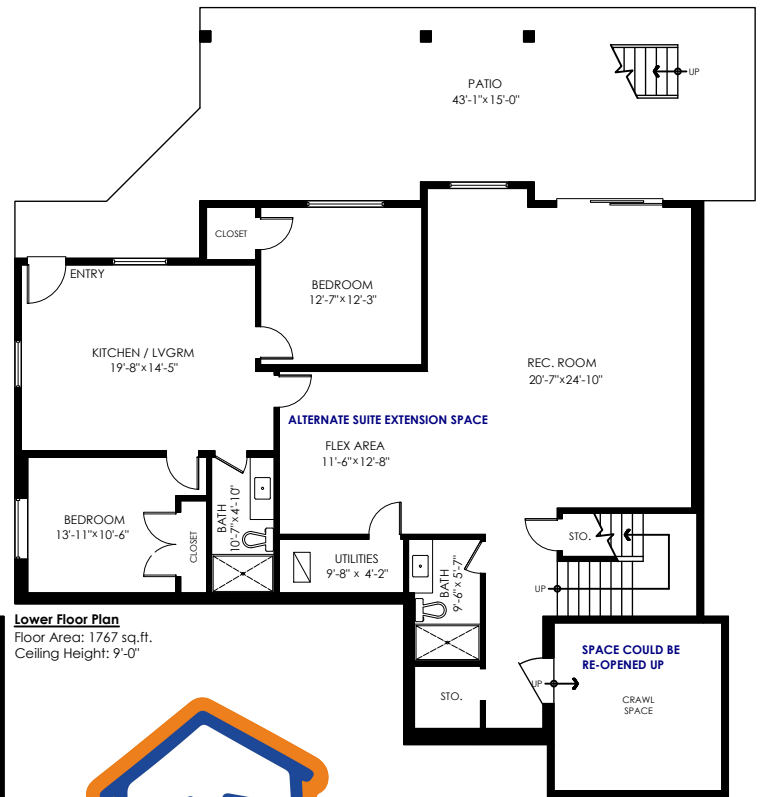 PATIO
43'-1"x15'-0"
UP
CLOSET
BEDROOM
12'-7"x12'-3"
ENTRY
KITCHEN / LVGRM
19'-8"x14'-5"
REC. ROOM
20'-7"x24'-10"
ALTERNATE SUITE EXTENSION SPACE
FLEX AREA
11'-6"x12'-8"
BEDROOM
13'-11"x10'-6"
CLOSET
BATH
10'-7"x4'-10"
UTILITIES
9'-8" x 4'-2"
BATH
9'-6"x 5'-7"
STO.
UP
Lower Floor Plan
Floor Area: 1767 sq.ft.
Ceiling Height: 9'-0"
STO.
UP
SPACE COULD BE
RE-OPENED UP
CRAWL
SPACE